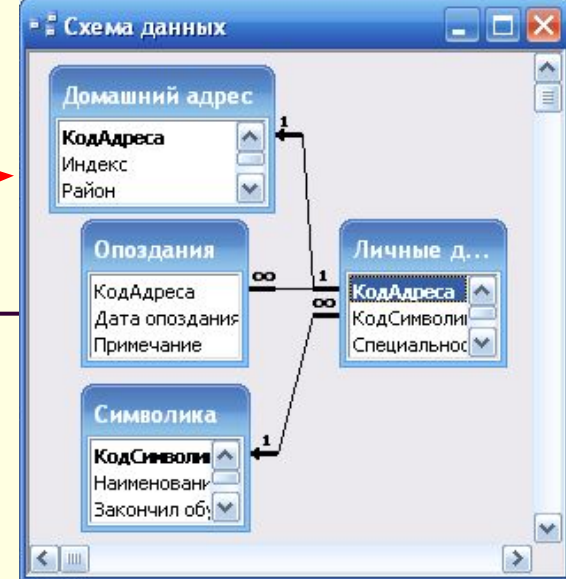 Схема данных
Домашний адрес
КодАдреса
Индекс
Район
1
Опоздания
КодАдреса
Дата опоздания
Примечание
∞
1
∞
Личные д...
КодАдреса
КодСимволи
Специальнос
Символика
КодСимволи
Наименовани
Закончил обу
1